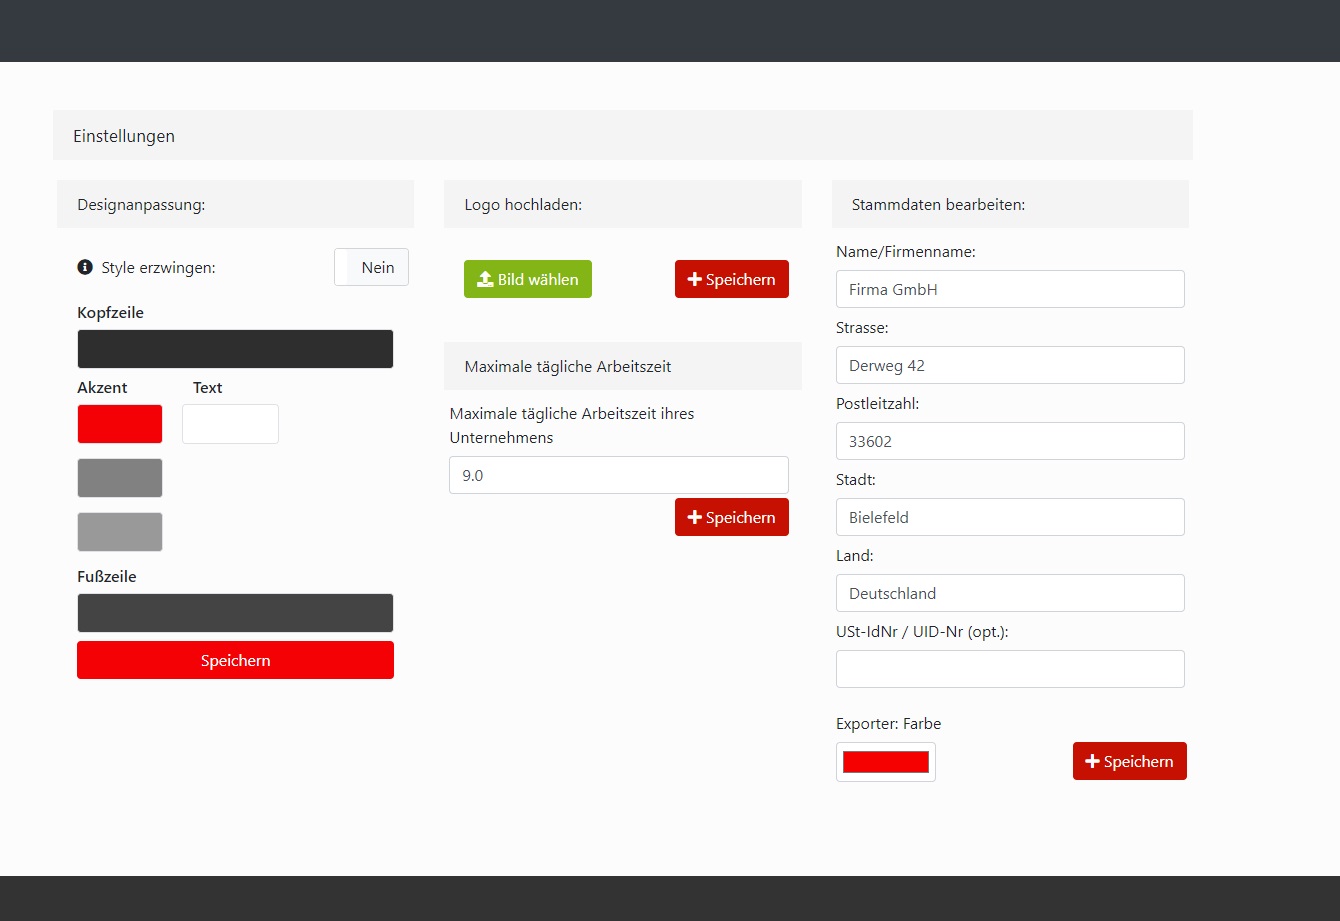 Einstellungen
Designanpassung:
Style erzwingen:
Nein
Kopfzeile
Akzent
Text
Fußzeile
Speichern
Logo hochladen:
Bild wählen
Speichern
Maximale tägliche Arbeitszeit
Maximale tägliche Arbeitszeit ihres
Unternehmens
9.0
Speichern
Stammdaten bearbeiten:
Name/Firmenname:
Firma GmbH
Strasse:
Derweg 42
Postleitzahl:
33602
Stadt:
Bielefeld
Land:
Deutschland
USt-IdNr / UID-Nr (opt.):
Exporter: Farbe
Speichern